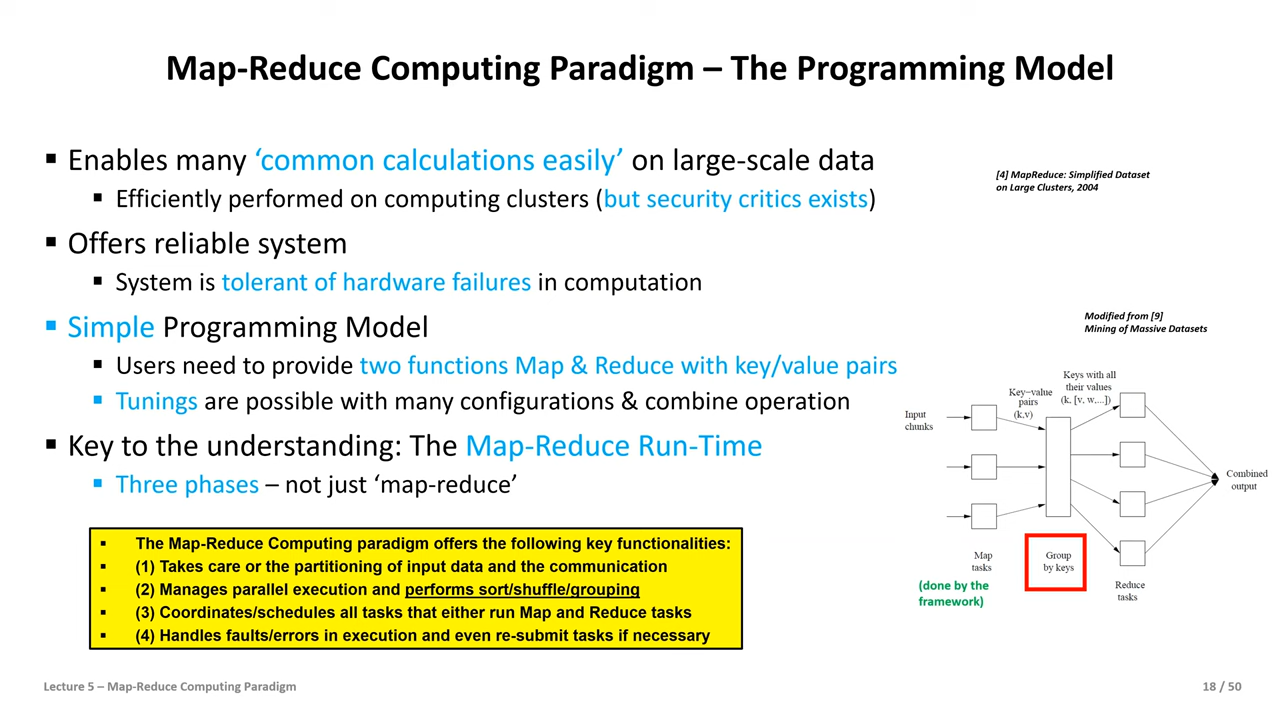 Map-Reduce Computing Paradigm – The Programming Model
▪ Enables many ‘common calculations easily’ on large-scale data
▪ Efficiently performed on computing clusters (but security critics exists)
▪ Offers reliable system
▪ System is tolerant of hardware failures in computation
▪ Simple Programming Model
▪ Users need to provide two functions Map & Reduce with key/value pairs
▪ Tunings are possible with many configurations & combine operation
▪ Key to the understanding: The Map-Reduce Run-Time
▪ Three phases – not just ‘map-reduce’
▪ The Map-Reduce Computing paradigm offers the following key functionalities:
▪ (1) Takes care or the partitioning of input data and the communication
▪ (2) Manages parallel execution and performs sort/shuffle/grouping
▪ (3) Coordinates/schedules all tasks that either run Map and Reduce tasks
▪ (4) Handles faults/errors in execution and even re-submit tasks if necessary
[4] MapReduce: Simplified Dataset
on Large Clusters, 2004
Modified from [9]
Mining of Massive Datasets
Input
chunks
Key−value
pairs
(k,v)
Keys with all
their values
(k, [v, w,...])
Combined
output
Map
tasks
(done by the
framework)
Group
by keys
Reduce
tasks
Lecture 5 – Map-Reduce Computing Paradigm
18 / 50